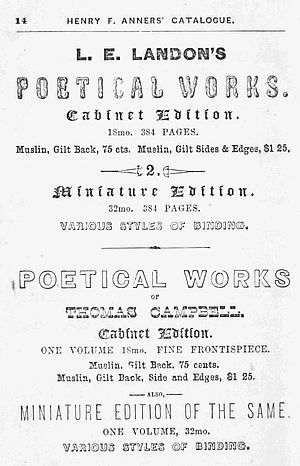 14 HENRY F. ANNERS' CATALOGUE.
L. E. LANDON'S
POETICAL WORKS.
Cabinet Edition.
18mo. 384 PAGES.
Muslin, Gilt Back, 75 cts. Muslin, Gilt Sides & Edges, $1 25.
2.
Miniature Edition.
32mo. 384 PAGES.
VARIOUS STYLES OF BINDING.
POETICAL WORKS
OF
THOMAS CAMPBELL.
Cabinet Edition.
ONE VOLUME 18mo. FINE FRONTISPIECE.
Muslin, Gilt Back, 75 cents.
Muslin, Gilt Back, Side and Edges, $1 25.
ALSO,
MINIATURE EDITION OF THE SAME.
ONE VOLUME, 32mo.
VARIOUS STYLES OF BINDING.